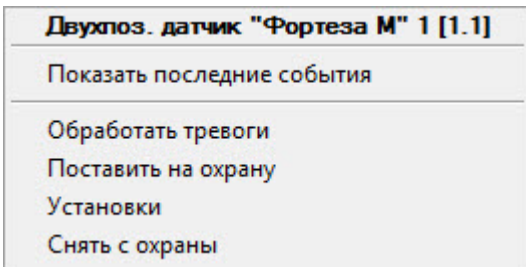 Двухпоз. датчик "Фортеза М" 1 [1.1]
Показать последние события
Обработать тревоги
Поставить на охрану
Установки
Снять с охраны